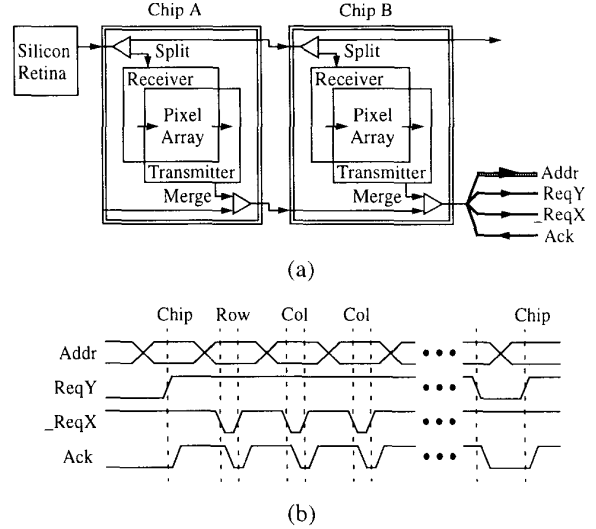 Chip A
Chip B
Silicon
Retina
Split
Split
Receiver
Receiver
Pixel
Array
Pixel
Array
Transmitter
Transmitter
Merge
Merge
Addr
ReqY
_ReqX
Ack
(a)
Chip Row Col Col Chip
Addr
ReqY
_ReqX
Ack
(b)